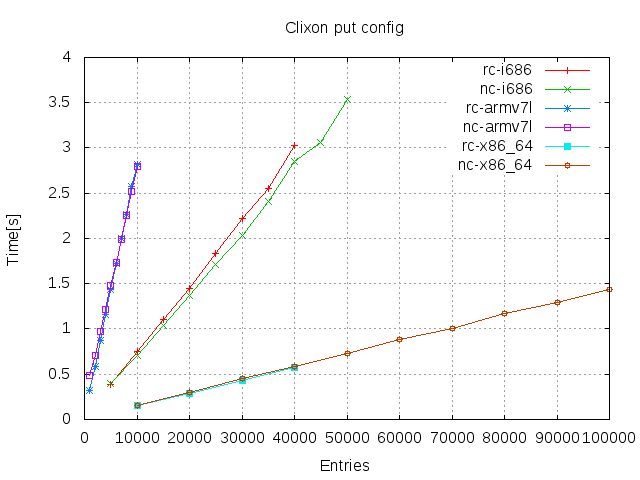 Clixon put config
rc-i686
nc-i686
rc-armv7l
nc-armv7l
rc-x86_64
nc-x86_64
4
3.5
3
2.5
2
1.5
1
0.5
0
Time[s]
0 10000 20000 30000 40000 50000 60000 70000 80000 90000 100000
Entries